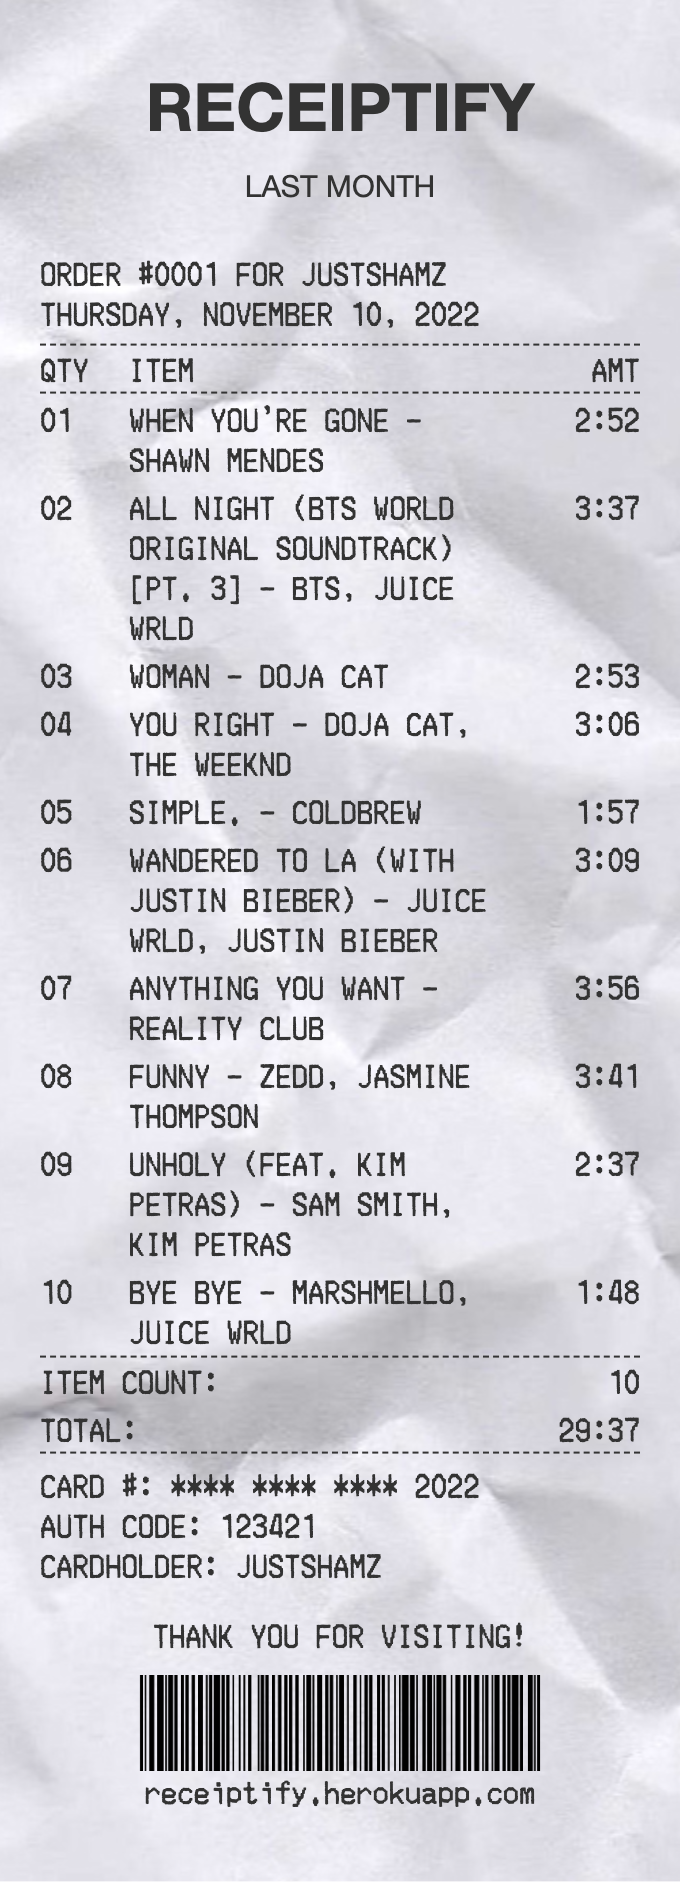 RECEIPTIFY
LAST MONTH
ORDER #0001 FOR JUSTSHAMZ
THURSDAY, NOVEMBER 10, 2022
QTY ITEM AMT
01 WHEN YOU'RE GONE - 2:52
SHAWN MENDES
02 ALL NIGHT (BTS WORLD 3:37
ORIGINAL SOUNDTRACK)
[PT. 3] - BTS, JUICE
WRLD
03 WOMAN - DOJA CAT 2:53
04 YOU RIGHT - DOJA CAT, 3:06
THE WEEKND
05 SIMPLE. - COLDBREW 1:57
06 WANDERED TO LA (WITH 3:09
JUSTIN BIEBER) - JUICE
WRLD, JUSTIN BIEBER
07 ANYTHING YOU WANT - 3:56
REALITY CLUB
08 FUNNY - ZEDD, JASMINE 3:41
THOMPSON
09 UNHOLY (FEAT. KIM 2:37
PETRAS) - SAM SMITH,
KIM PETRAS
10 BYE BYE - MARSHMELLO, 1:48
JUICE WRLD
ITEM COUNT: 10
TOTAL: 29:37
CARD #: **** **** **** 2022
AUTH CODE: 123421
CARDHOLDER: JUSTSHAMZ
THANK YOU FOR VISITING!
receiptify.herokuapp.com